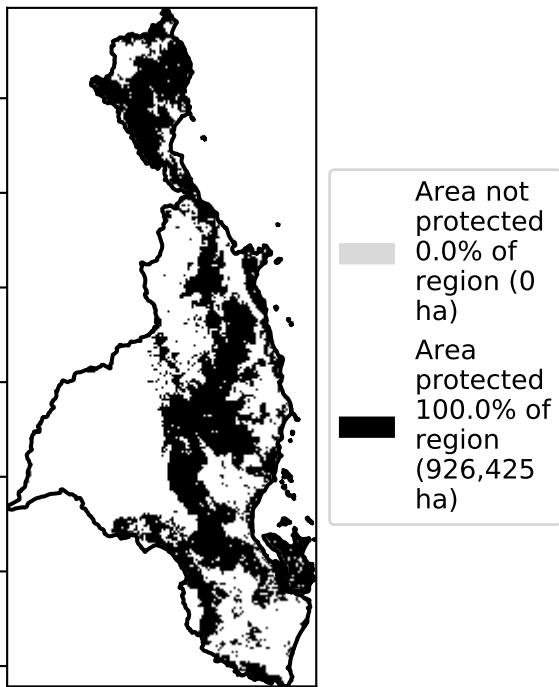 Area not
protected
0.0% of
region (0
ha)
Area
protected
100.0% of
region
(926,425
ha)